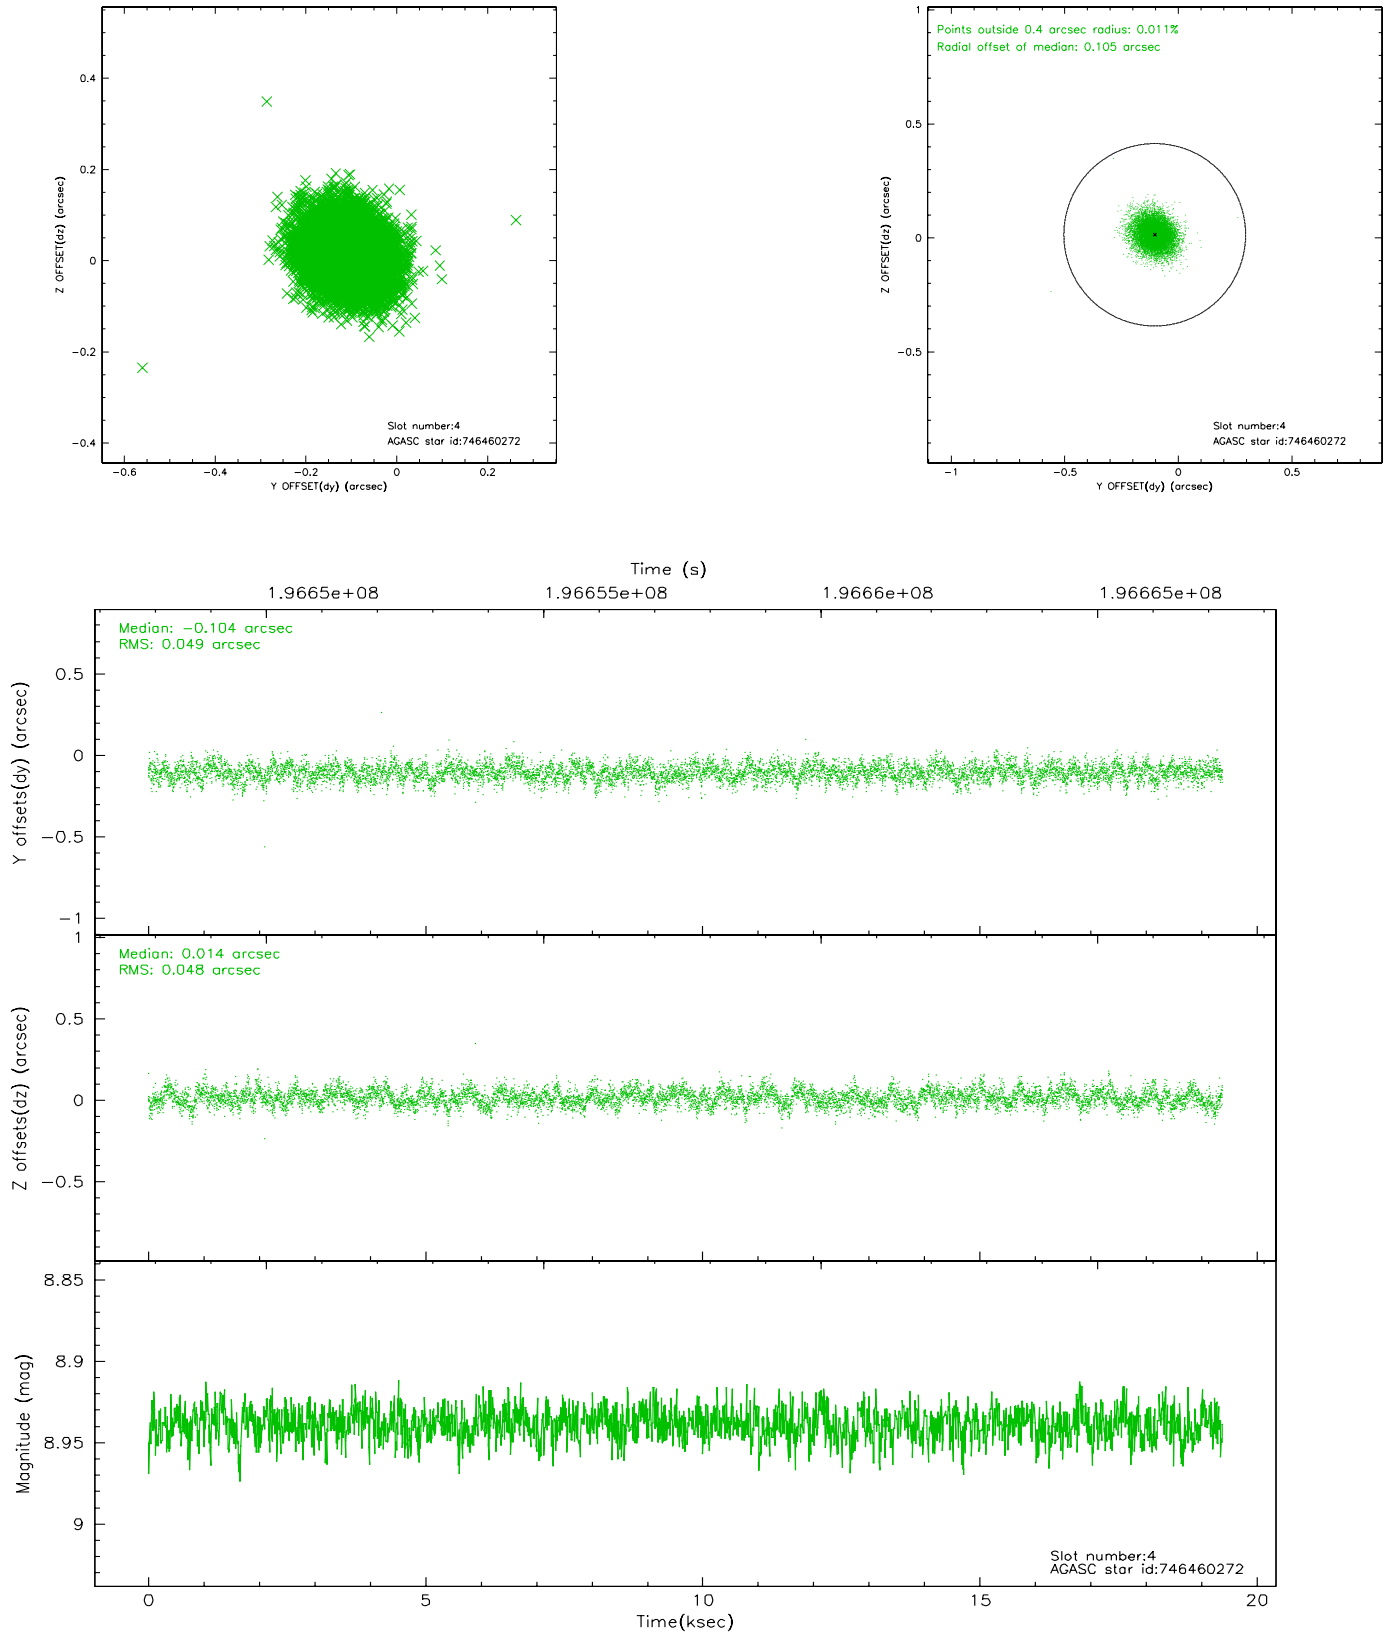 0.4
0.2
0
−0.2
−0.4
Z OFFSET(dz) (arcsec)
Slot number:4
AGASC star id:746460272
−0.6
−0.4
−0.2
0
0.2
Y OFFSET(dy) (arcsec)
Points outside 0.4 arcsec radius: 0.011%
Radial offset of median: 0.105 arcsec
1
0.5
0
−0.5
Z OFFSET(dz) (arcsec)
Slot number:4
AGASC star id:746460272
−1
−0.5
0
0.5
Y OFFSET(dy) (arcsec)
Time (s)
1.9665e+08
1.96655e+08
1.9666e+08
1.96665e+08
Median: −0.104 arcsec
RMS: 0.049 arcsec
0.5
0
−0.5
−1
Y offsets(dy) (arcsec)
Median: 0.014 arcsec
RMS: 0.048 arcsec
1
0.5
0
−0.5
Z offsets(dz) (arcsec)
8.85
8.9
8.95
9
Magnitude (mag)
Slot number:4
AGASC star id:746460272
0
5
10
15
20
Time(ksec)